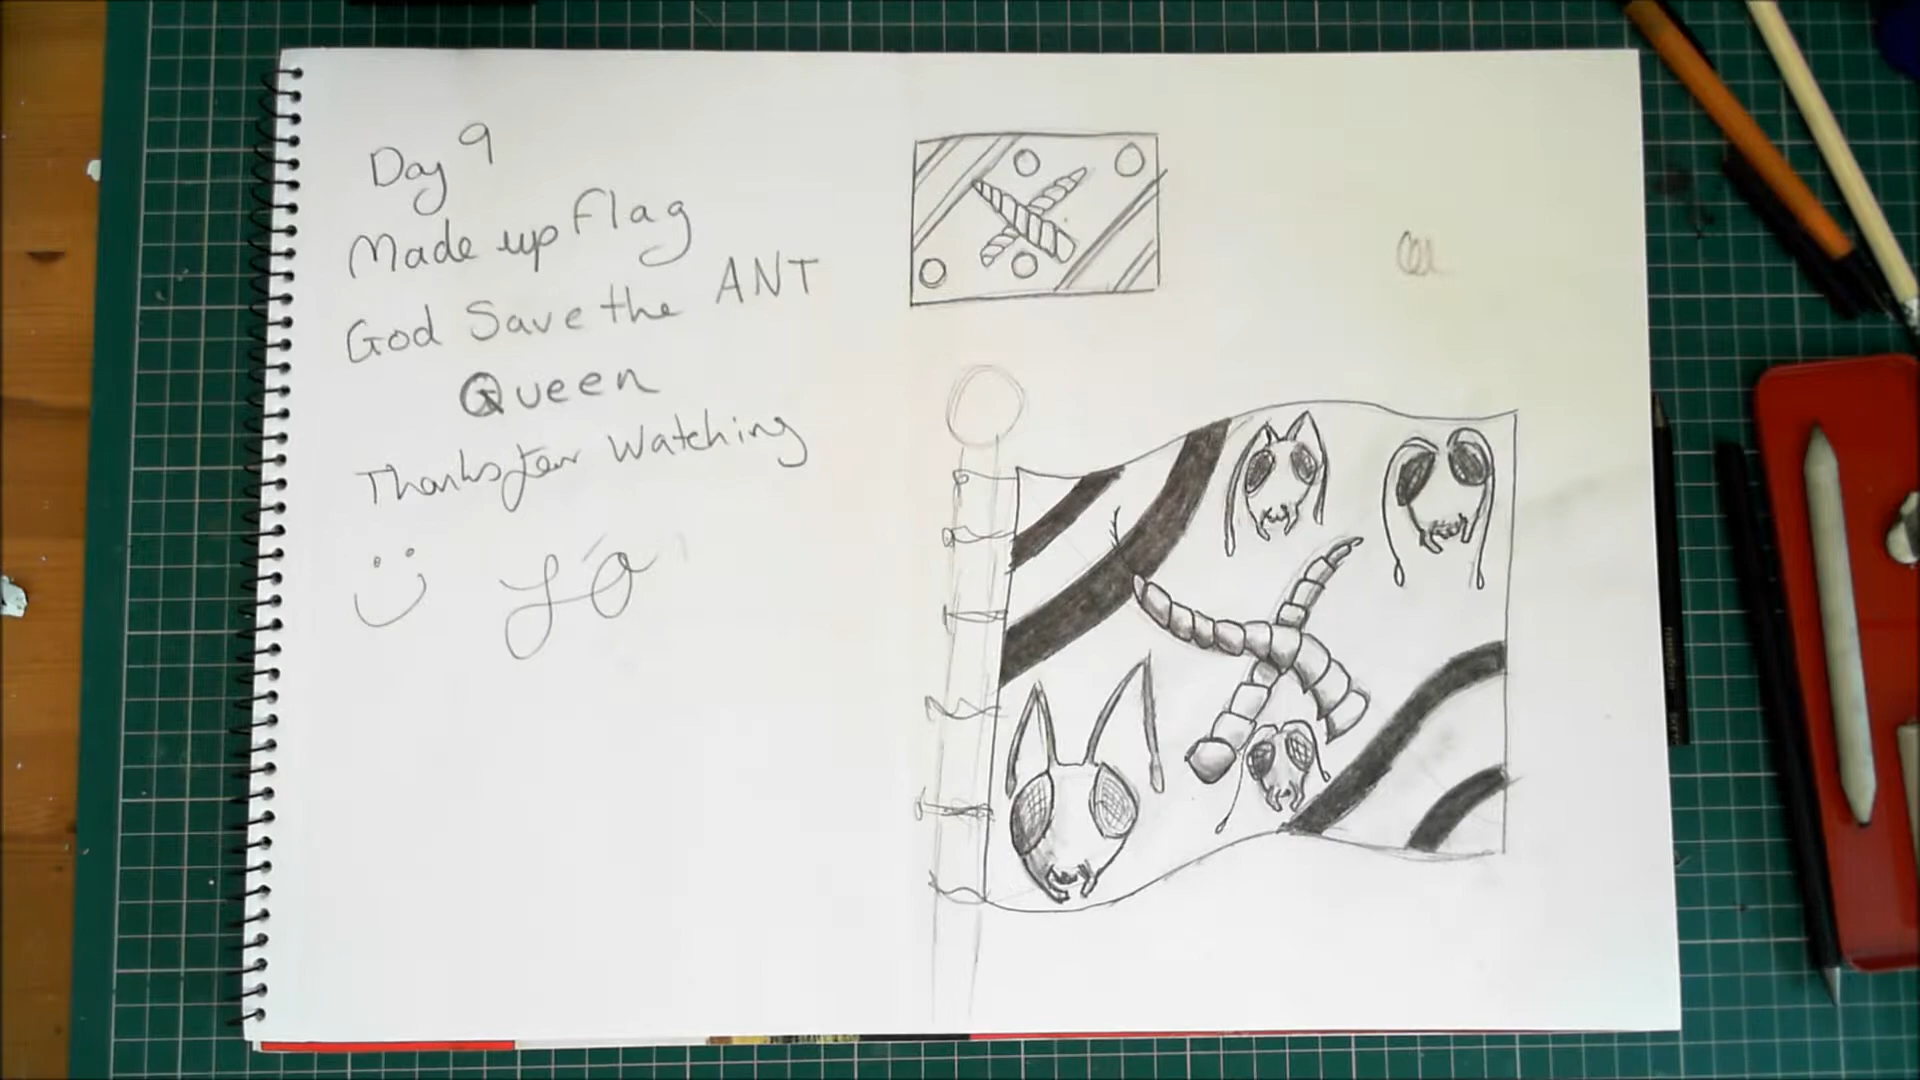 Day 9
Made up Flag
God Save the ANT
Queen
Thanks for Watching